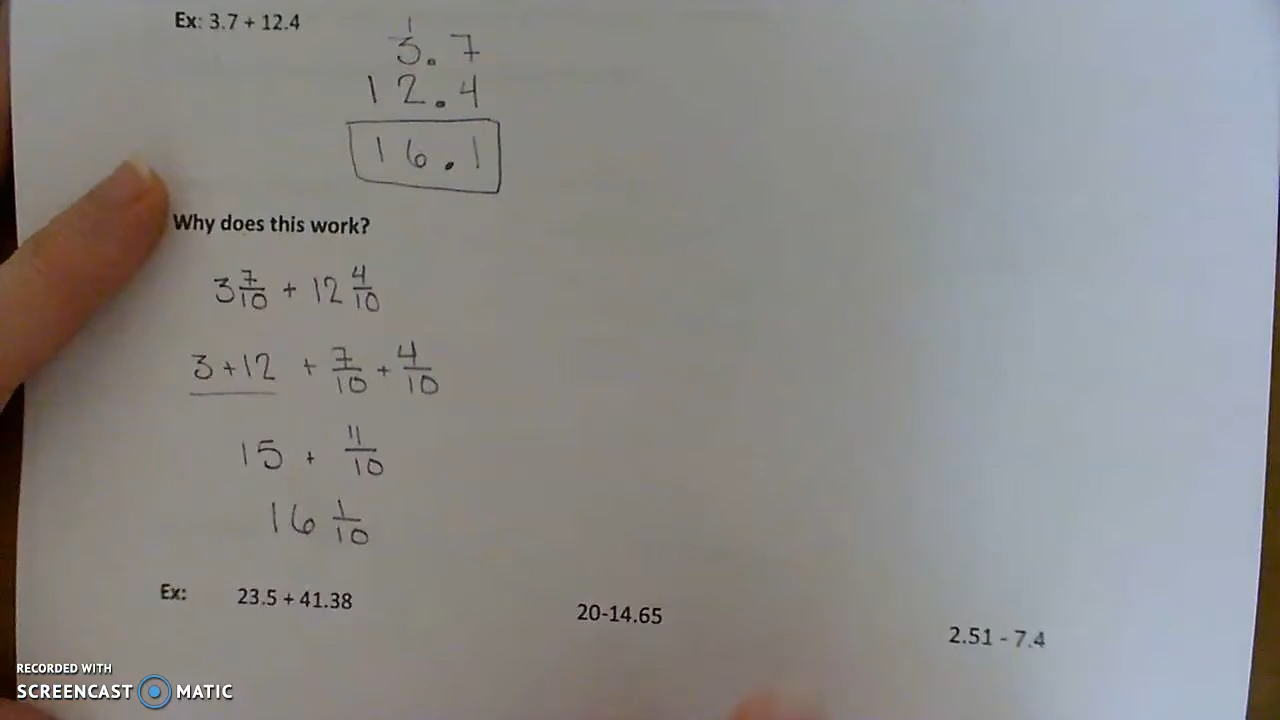 Ex: 3.7 + 12.4
1
3.7
12.4
16.1
Why does this work?
3 7/10 + 12 4/10
3 + 12 + 7/10 + 4/10
15 + 11/10
16 1/10
Ex: 23.5 + 41.38 20-14.65 2.51 - 7.4
RECORDED WITH
SCREENCAST MATIC